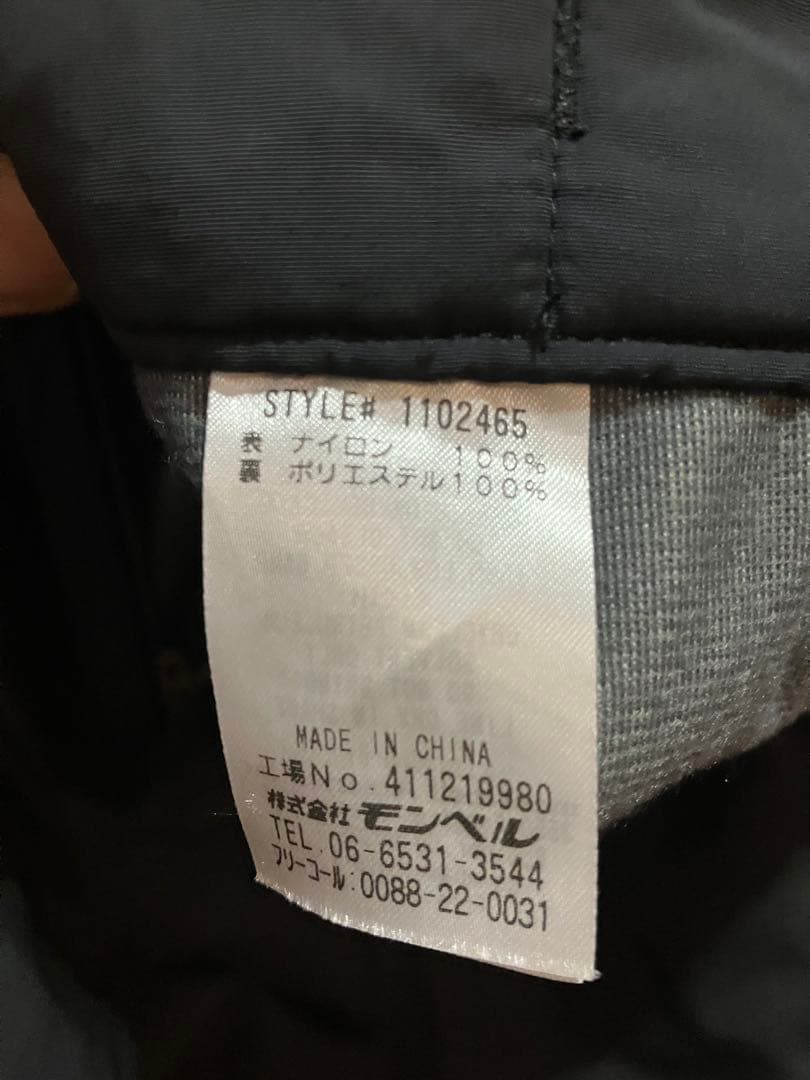 STYLE# 1102465
表 ナイロン 100%
裏 ポリエステル100%
MADE IN CHINA
工場No.411219980
株式会社 モンベル
TEL.06-6531-3544
フリーコール:0088-22-0031